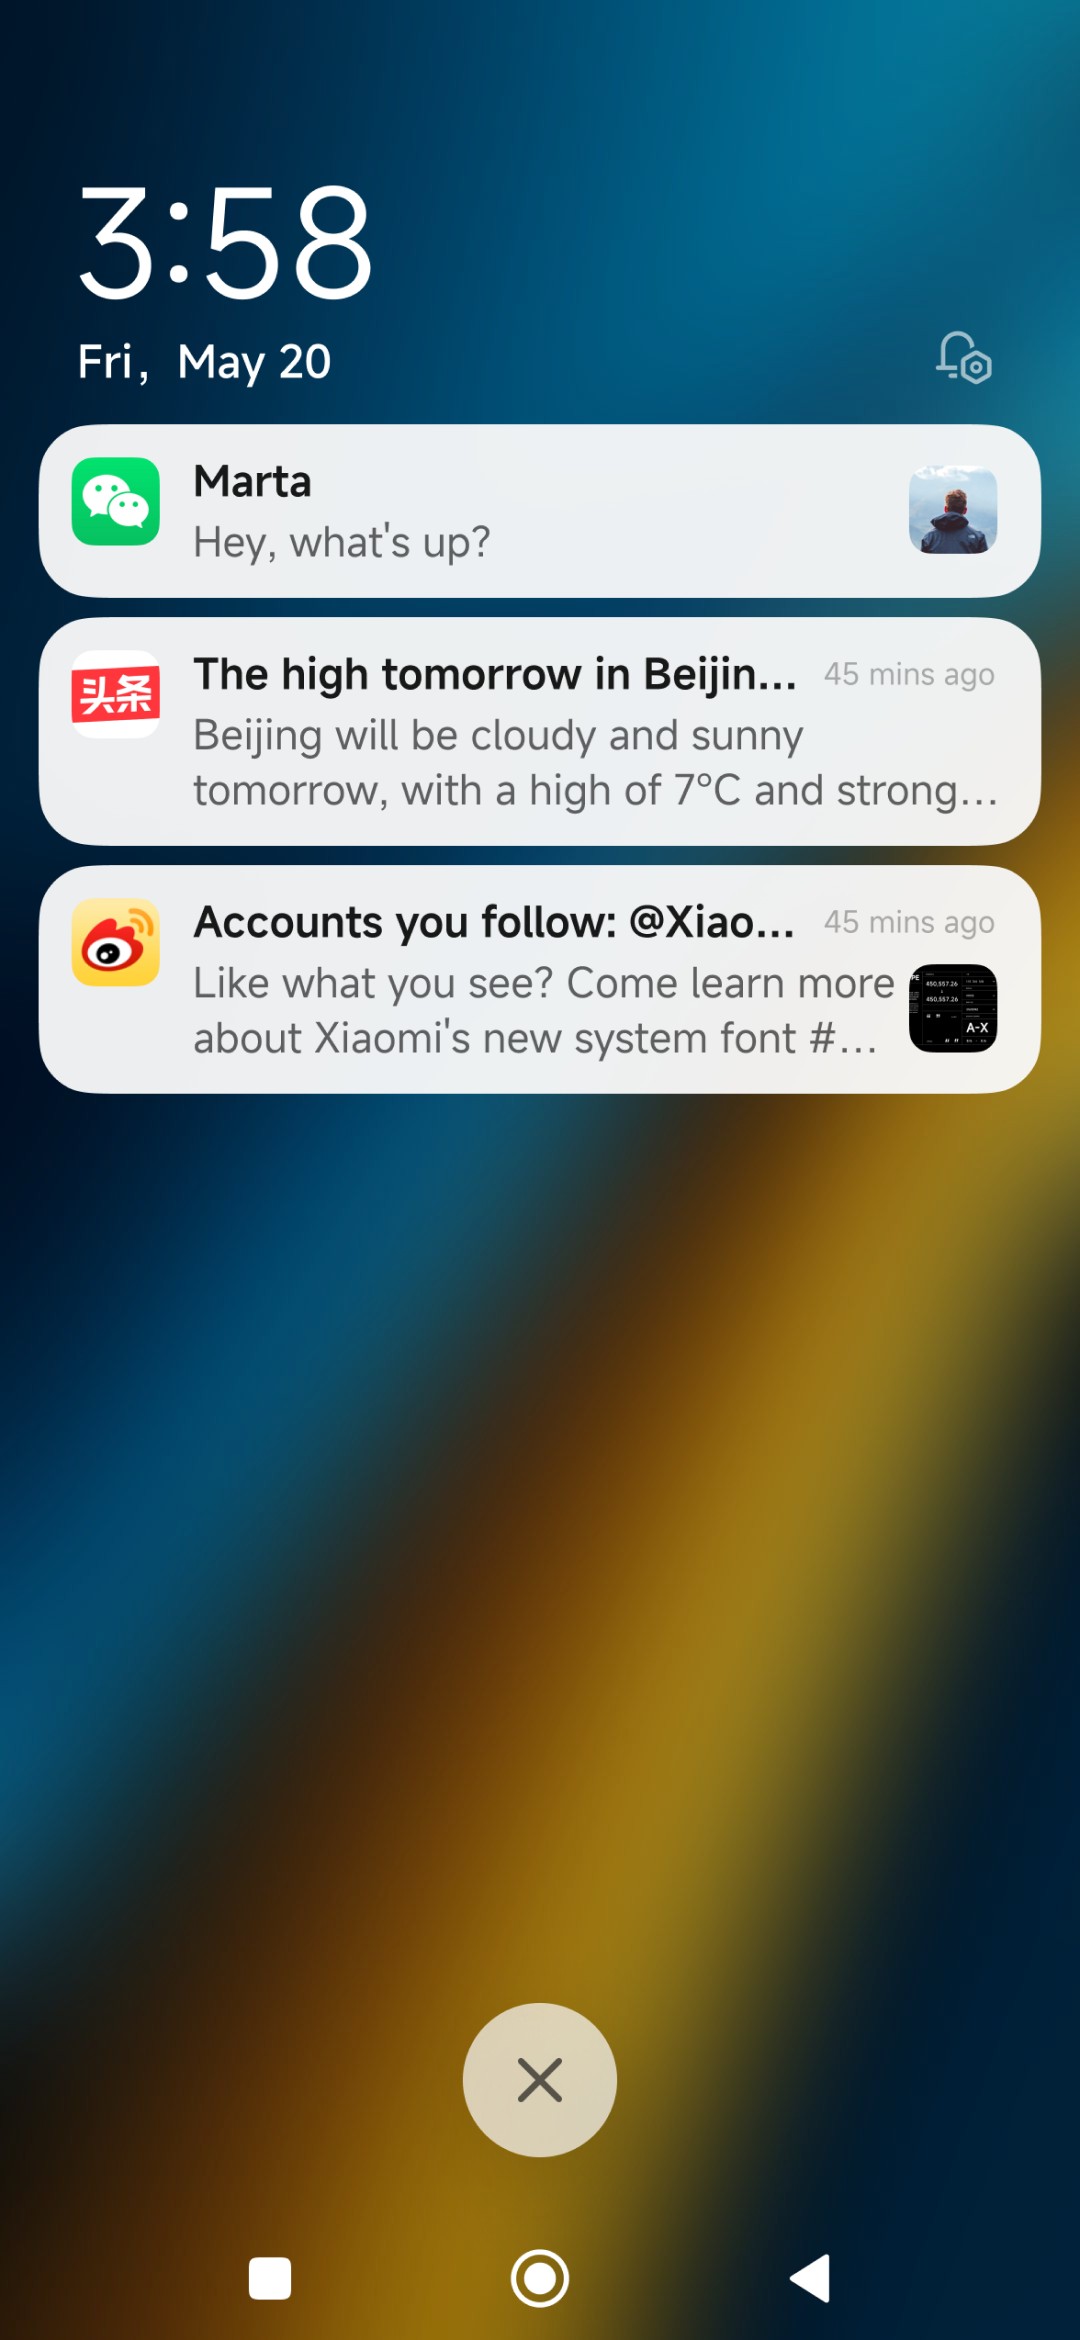 3:58
Fri, May 20
Marta
Hey, what's up?
头条
The high tomorrow in Beijin... 45 mins ago
Beijing will be cloudy and sunny
tomorrow, with a high of 7°C and strong...
Accounts you follow: @Xiao... 45 mins ago
Like what you see? Come learn more
about Xiaomi's new system font #...
450,557.26
450,557.26
A-X